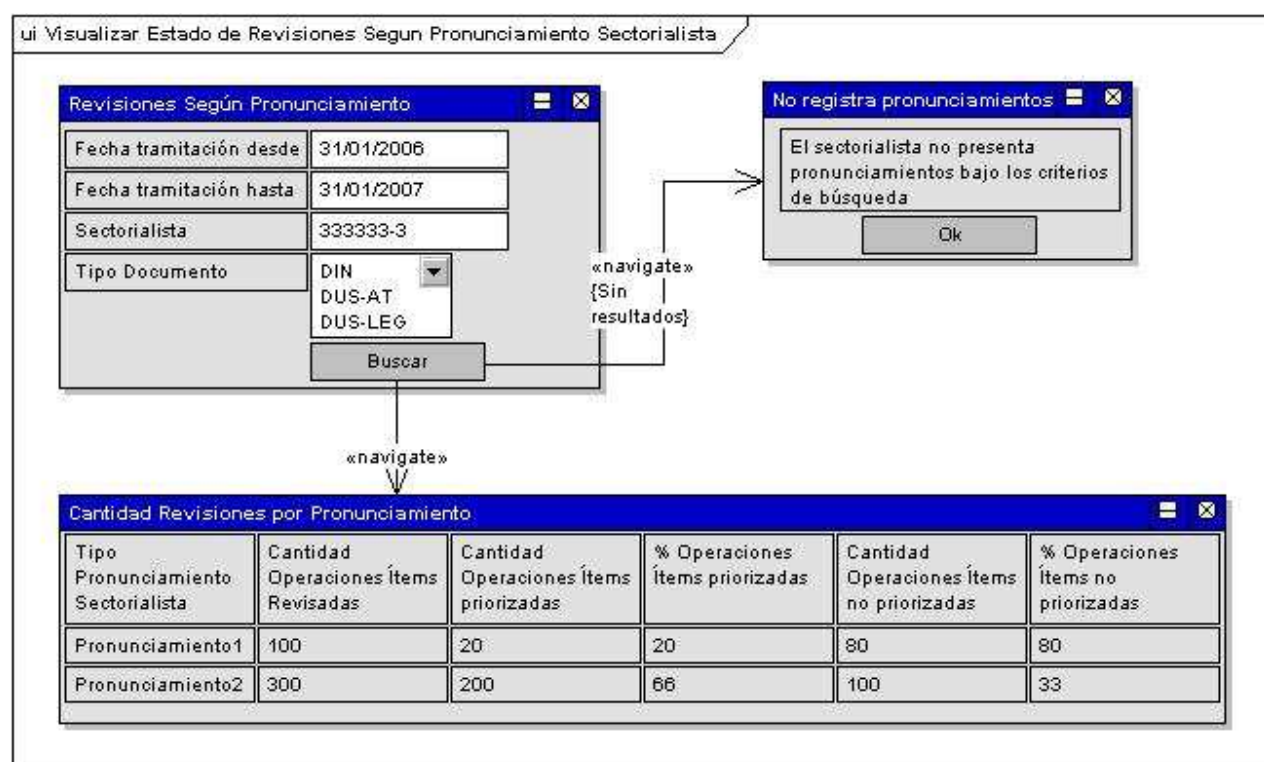 ui Visualizar Estado de Revisiones Segun Pronunciamiento Sectorialista
Revisiones Según Pronunciamiento
Fecha tramitación desde 31/01/2006
Fecha tramitación hasta 31/01/2007
Sectorialista 333333-3
Tipo Documento DIN
DUS-AT
DUS-LEG
Buscar
«navigate»
{Sin
resultados}
No registra pronunciamientos
El sectorialista no presenta
pronunciamientos bajo los criterios
de búsqueda
Ok
«navigate»
Cantidad Revisiones por Pronunciamiento
Tipo
Pronunciamiento
Sectorialista
Cantidad
Operaciones Ítems
Revisadas
Cantidad
Operaciones Ítems
priorizadas
% Operaciones
Ítems priorizadas
Cantidad
Operaciones Ítems
no priorizadas
% Operaciones
Ítems no
priorizadas
Pronunciamiento1 100 20 20 80 80
Pronunciamiento2 300 200 66 100 33